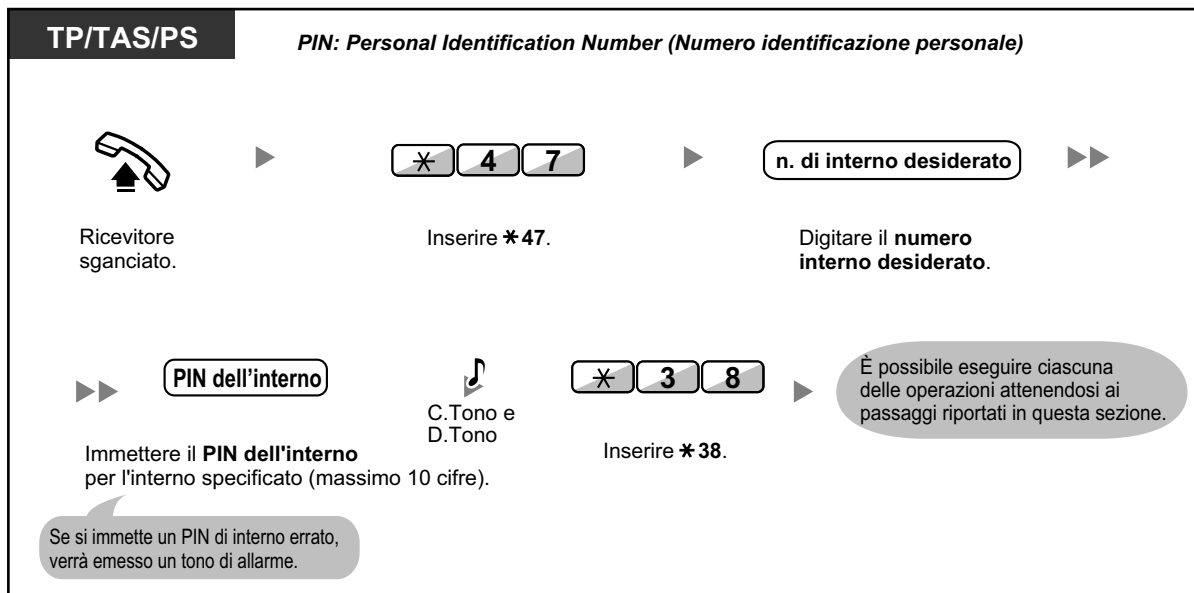 TP/TAS/PS
PIN: Personal Identification Number (Numero identificazione personale)
* 4 7
n. di interno desiderato
Ricevitore
sganciato.
Inserire *47.
Digitare il numero
interno desiderato.
PIN dell'interno
C.Tono e
D.Tono
* 3 8
È possibile eseguire ciascuna
delle operazioni attenendosi ai
passaggi riportati in questa sezione.
Immettere il PIN dell'interno
per l'interno specificato (massimo 10 cifre).
Inserire *38.
Se si immette un PIN di interno errato,
verrà emesso un tono di allarme.